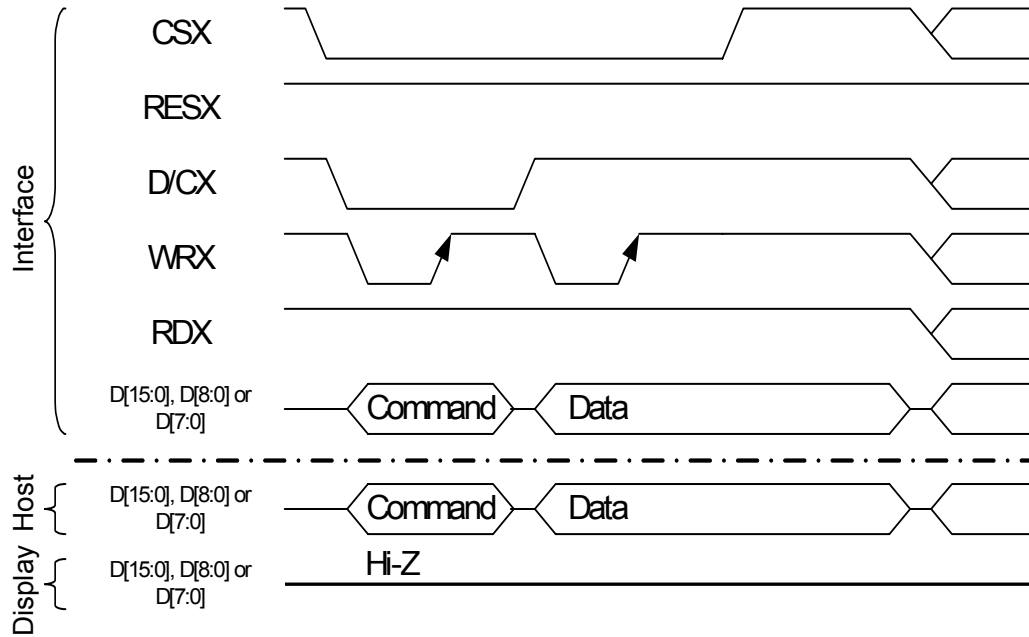 CSX
RESX
D/CX
WRX
RDX
Interface
D[15:0], D[8:0] or
D[7:0]
Command
Data
Host
D[15:0], D[8:0] or
D[7:0]
Command
Data
Display
D[15:0], D[8:0] or
D[7:0]
Hi-Z